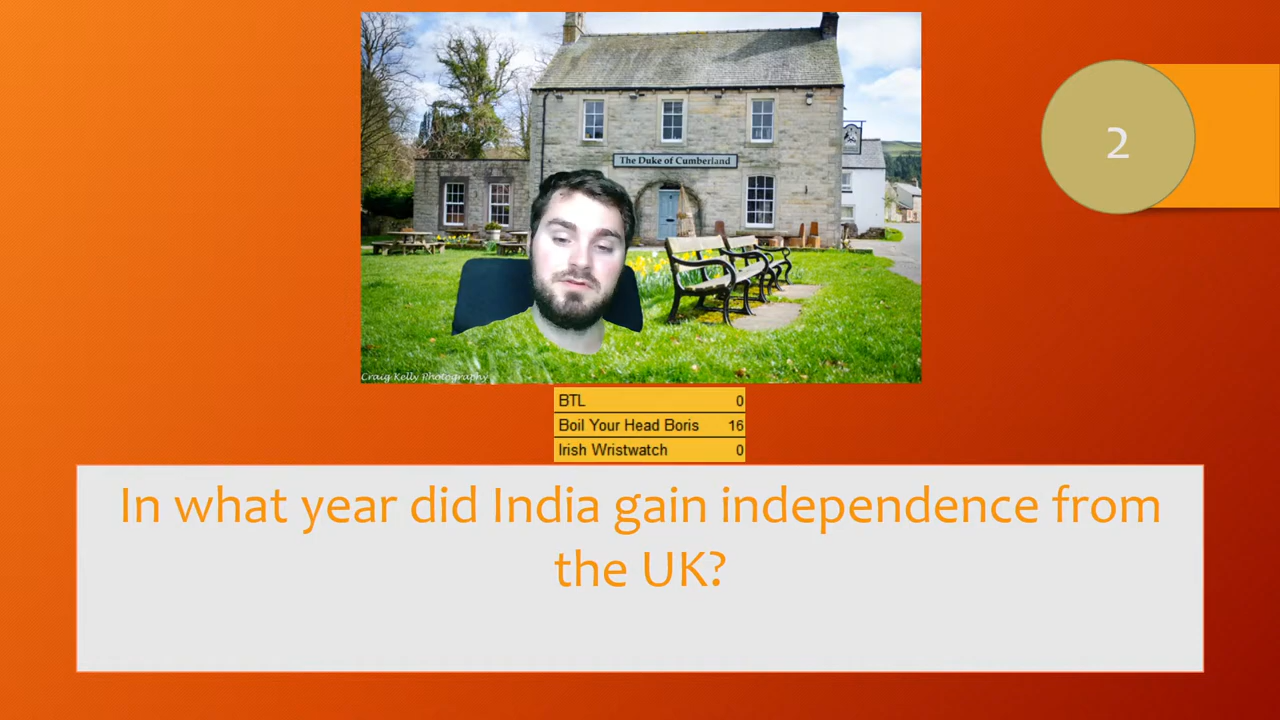 The Duke of Cumberland
2
Craig Kelly Photography
BTL 0
Boil Your Head Boris 16
Irish Wristwatch 0
In what year did India gain independence from
the UK?